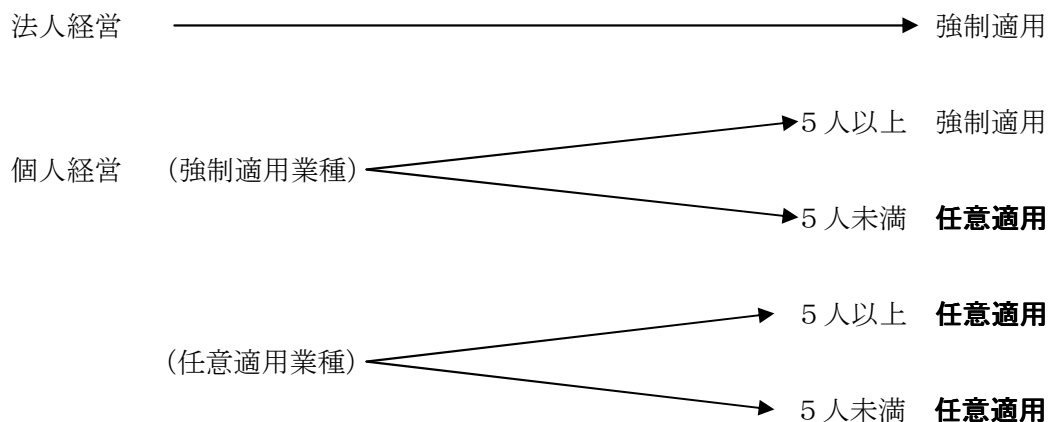 法人経営 強制適用
５人以上 強制適用
個人経営 （強制適用業種）
５人未満 任意適用
５人以上 任意適用
（任意適用業種）
５人未満 任意適用